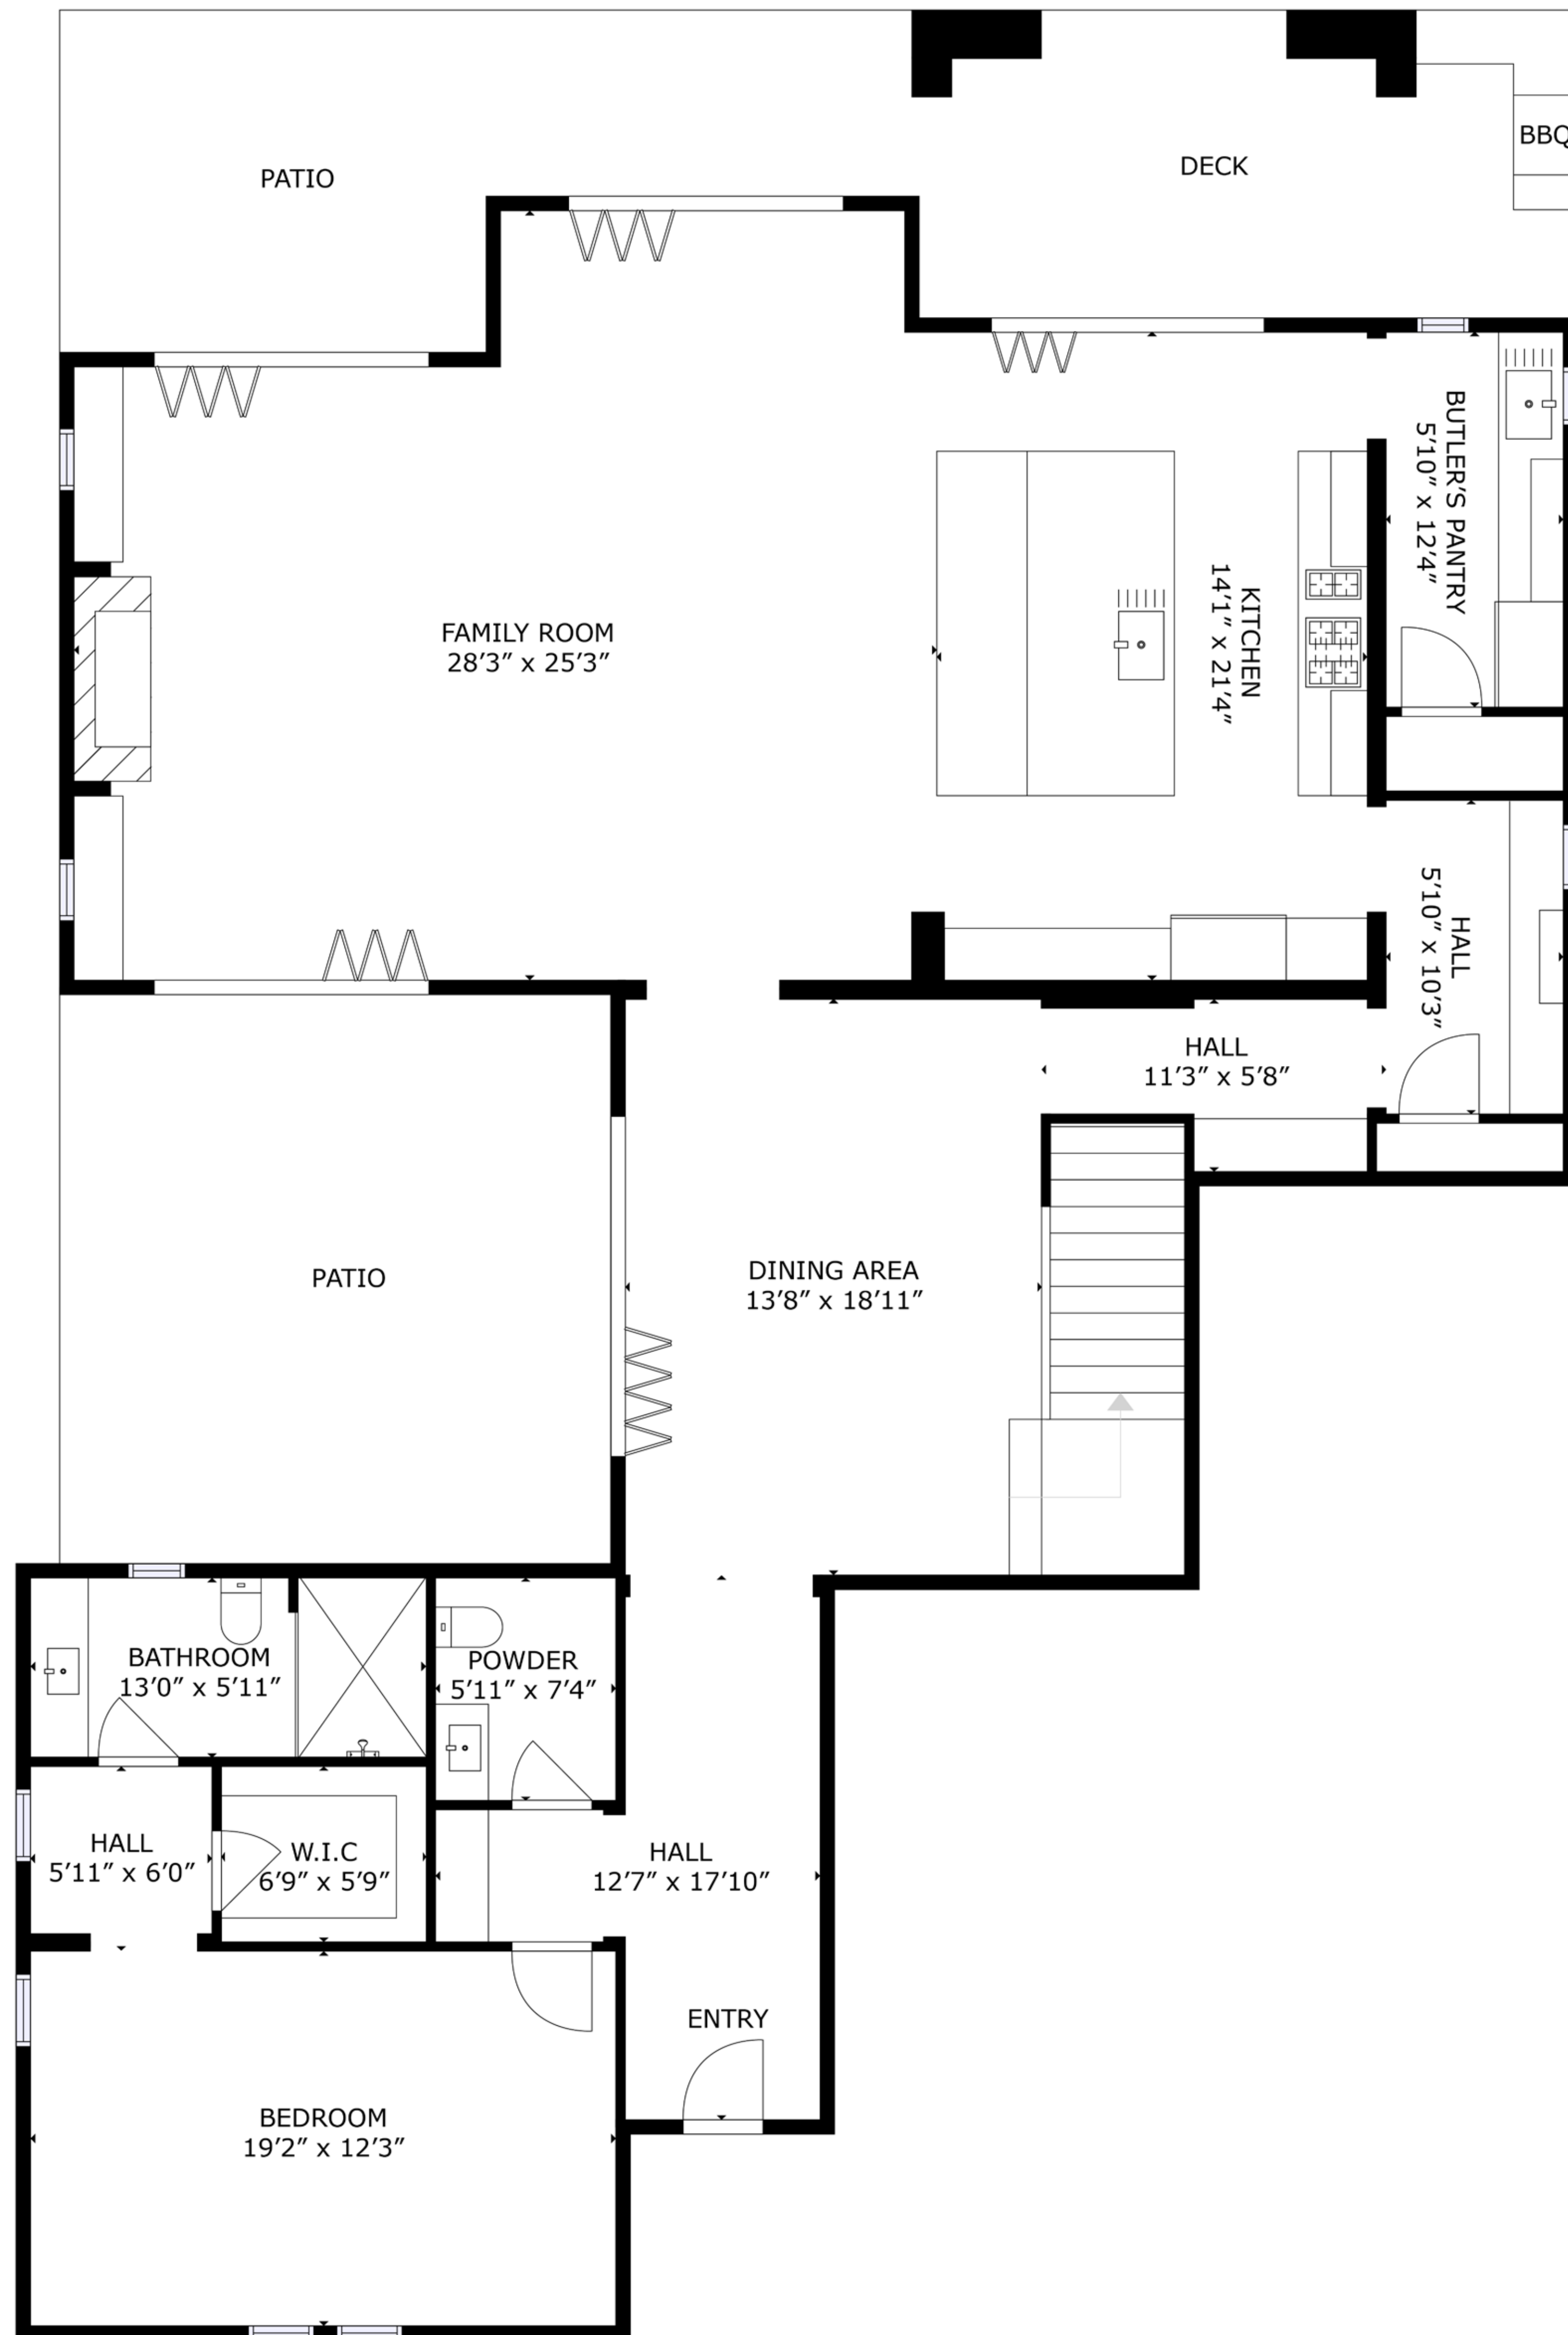 PATIO
DECK
BBQ
FAMILY ROOM
28′3″ x 25′3″
KITCHEN
14′1″ x 21′4″
BUTLER'S PANTRY
5′10″ x 12′4″
HALL
5′10″ x 10′3″
HALL
11′3″ x 5′8″
PATIO
DINING AREA
13′8″ x 18′11″
BATHROOM
13′0″ x 5′11″
POWDER
5′11″ x 7′4″
HALL
5′11″ x 6′0″
W.I.C
6′9″ x 5′9″
HALL
12′7″ x 17′10″
ENTRY
BEDROOM
19′2″ x 12′3″